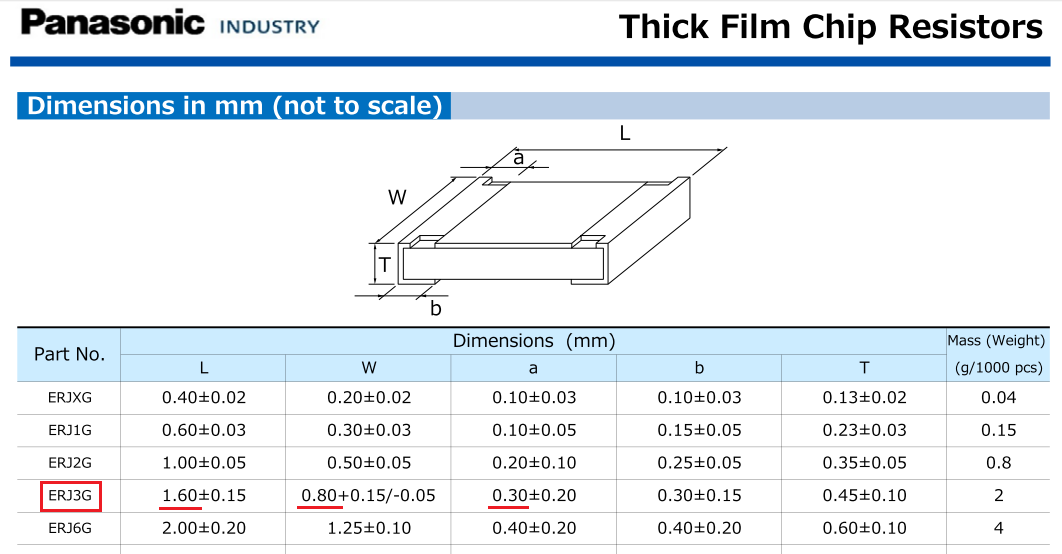 Panasonic INDUSTRY Thick Film Chip Resistors
Dimensions in mm (not to scale)
L
a
W
T
b
Part No. Dimensions (mm) Mass (Weight)
L W a b T (g/1000 pcs)
ERJXG 0.40±0.02 0.20±0.02 0.10±0.03 0.10±0.03 0.13±0.02 0.04
ERJ1G 0.60±0.03 0.30±0.03 0.10±0.05 0.15±0.05 0.23±0.03 0.15
ERJ2G 1.00±0.05 0.50±0.05 0.20±0.10 0.25±0.05 0.35±0.05 0.8
ERJ3G 1.60±0.15 0.80+0.15/-0.05 0.30±0.20 0.30±0.15 0.45±0.10 2
ERJ6G 2.00±0.20 1.25±0.10 0.40±0.20 0.40±0.20 0.60±0.10 4